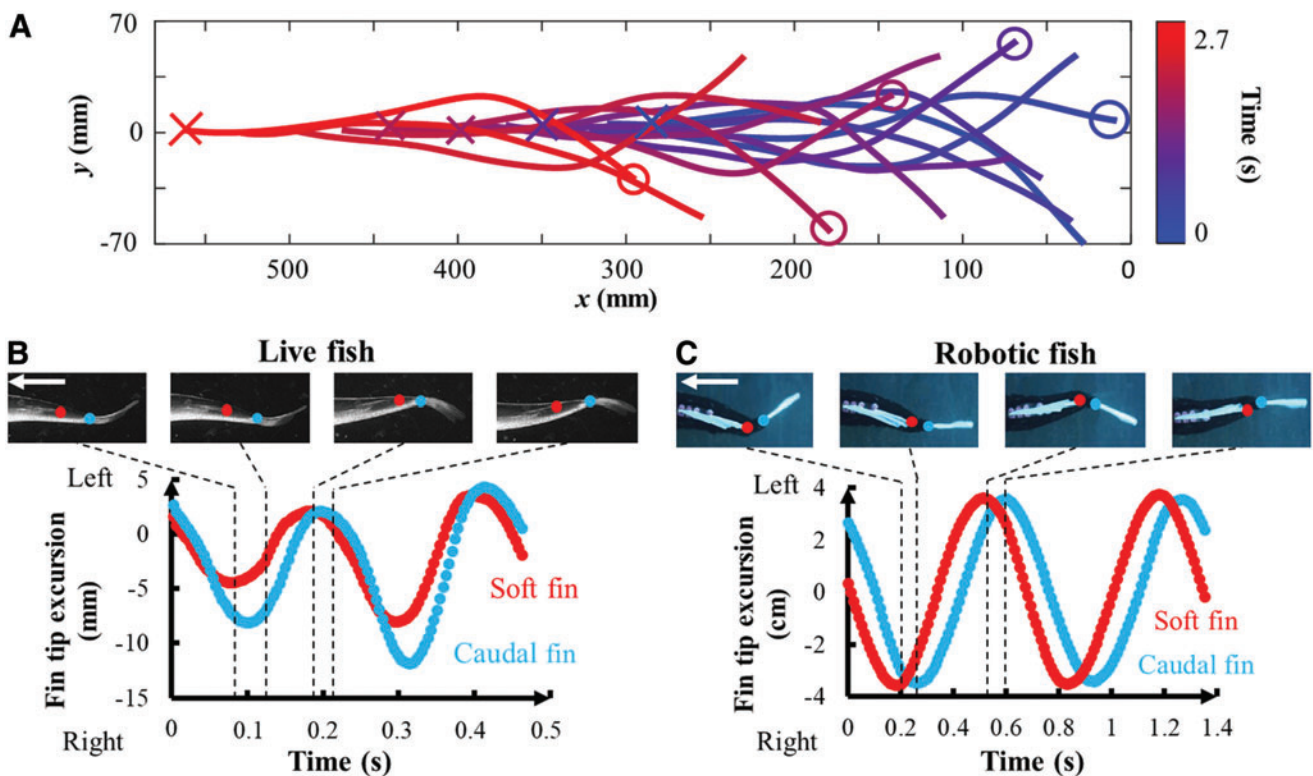 A
70
0
-70
y (mm)
500
400
300
200
100
0
x (mm)
2.7
0
Time (s)
B
Live fish
Left
5
0
-5
-10
-15
Right
Fin tip excursion
(mm)
Soft fin
Caudal fin
0
0.1
0.2
0.3
0.4
0.5
Time (s)
C
Robotic fish
Left
4
2
0
-2
-4
Right
Fin tip excursion
(cm)
Soft fin
Caudal fin
0
0.2
0.4
0.6
0.8
1
1.2
1.4
Time (s)